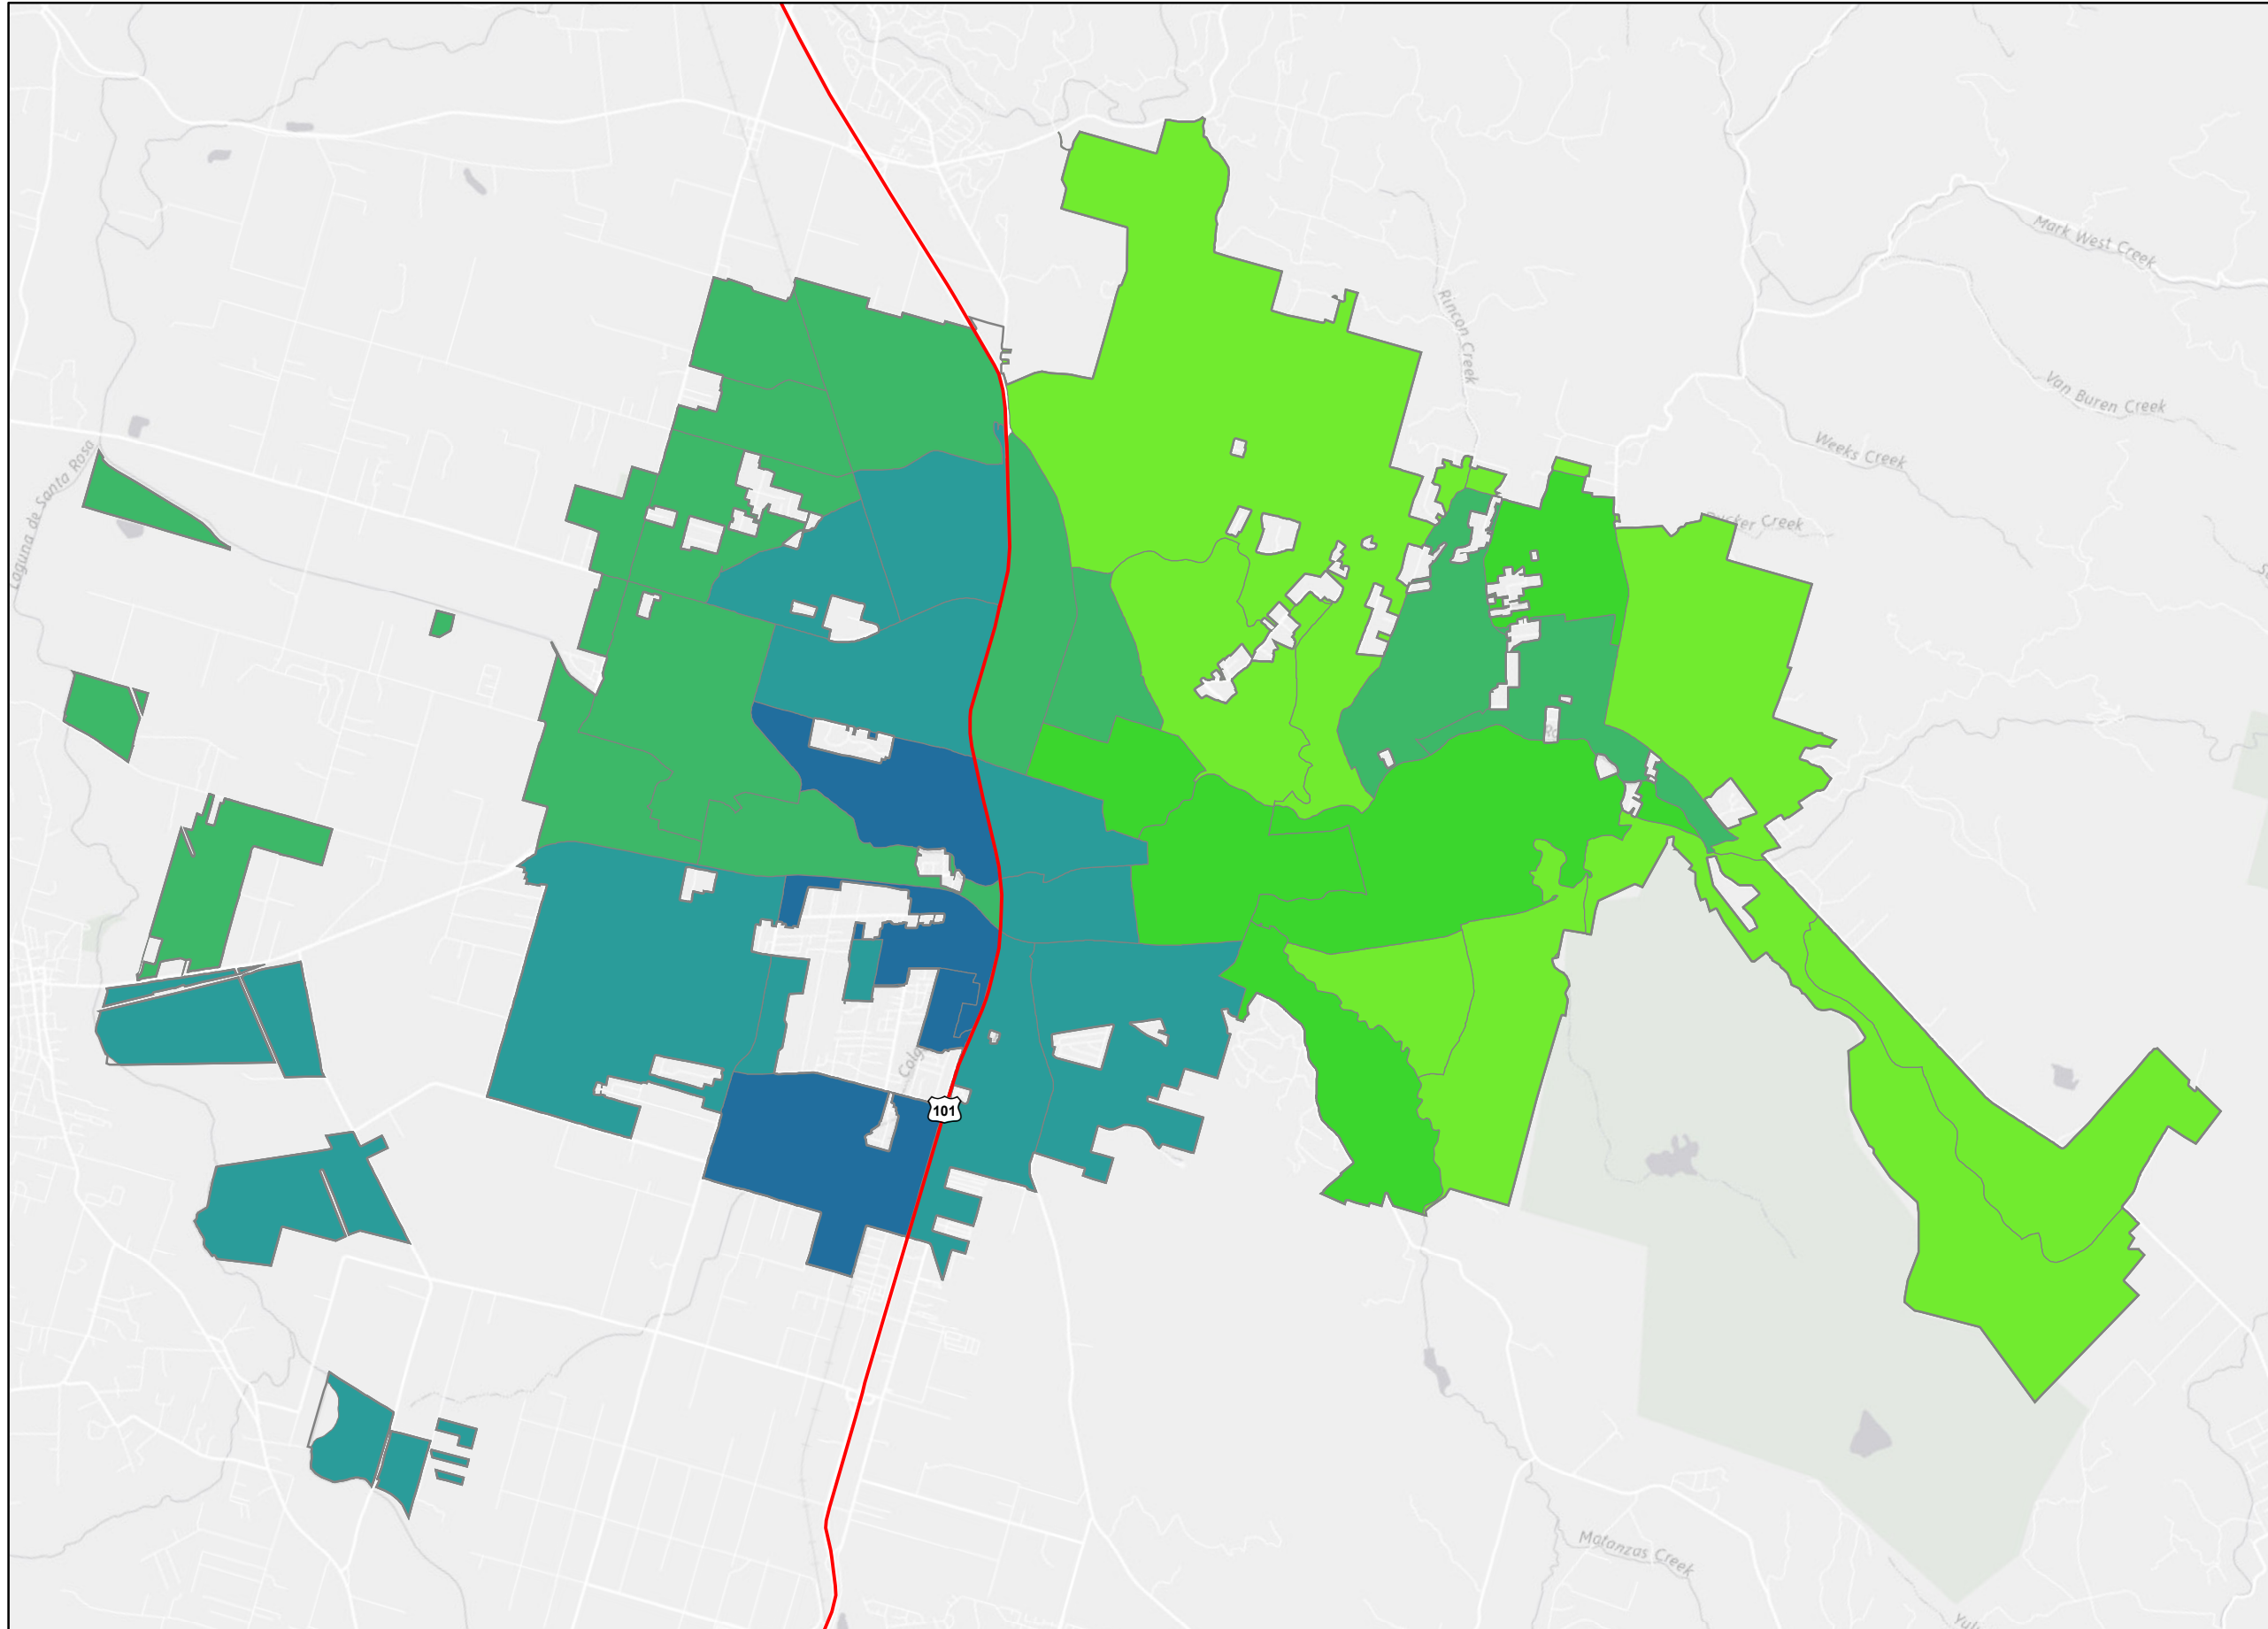 Mark West Creek
Rincon Creek
Van Buren Creek
Weeks Creek
Laguna de Santa Rosa
Creek
101
Matanzas Creek